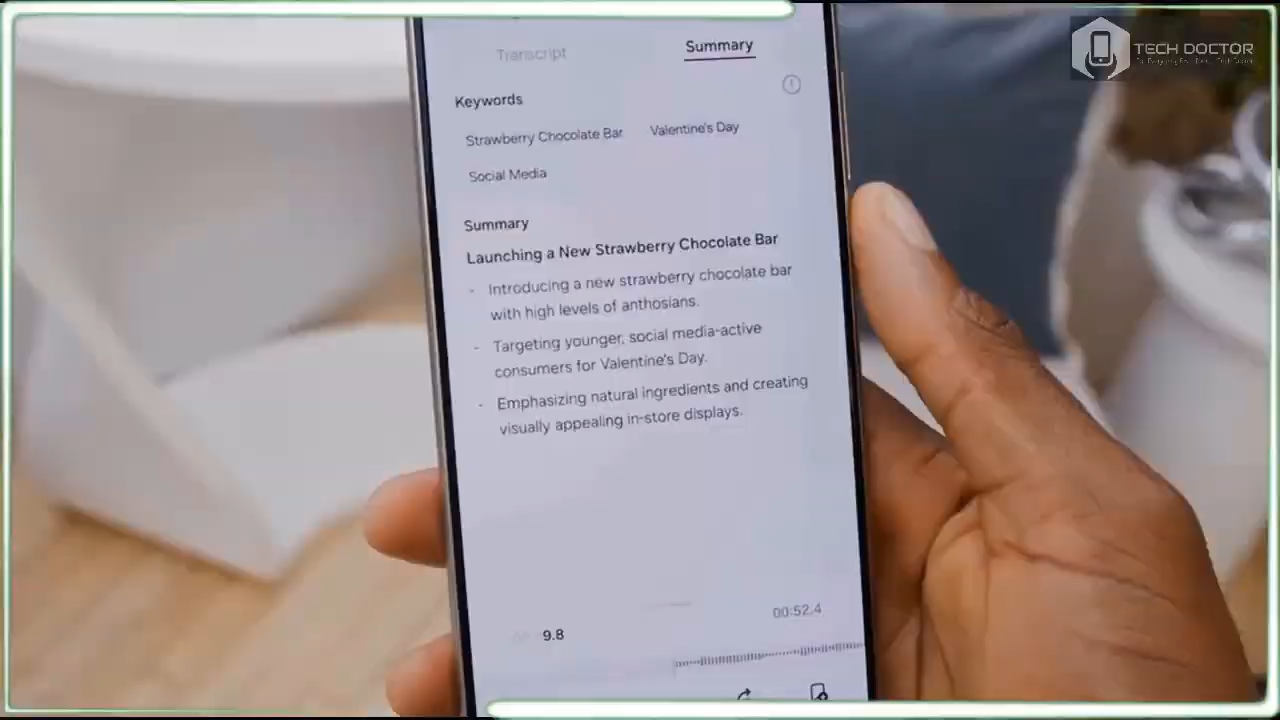 TECH DOCTOR
Transcript
Summary
Keywords
Strawberry Chocolate Bar
Valentine's Day
Social Media
Summary
Launching a New Strawberry Chocolate Bar
- Introducing a new strawberry chocolate bar
with high levels of anthosians.
- Targeting younger, social media-active
consumers for Valentine's Day.
- Emphasizing natural ingredients and creating
visually appealing in-store displays.
00:52.4
9.8